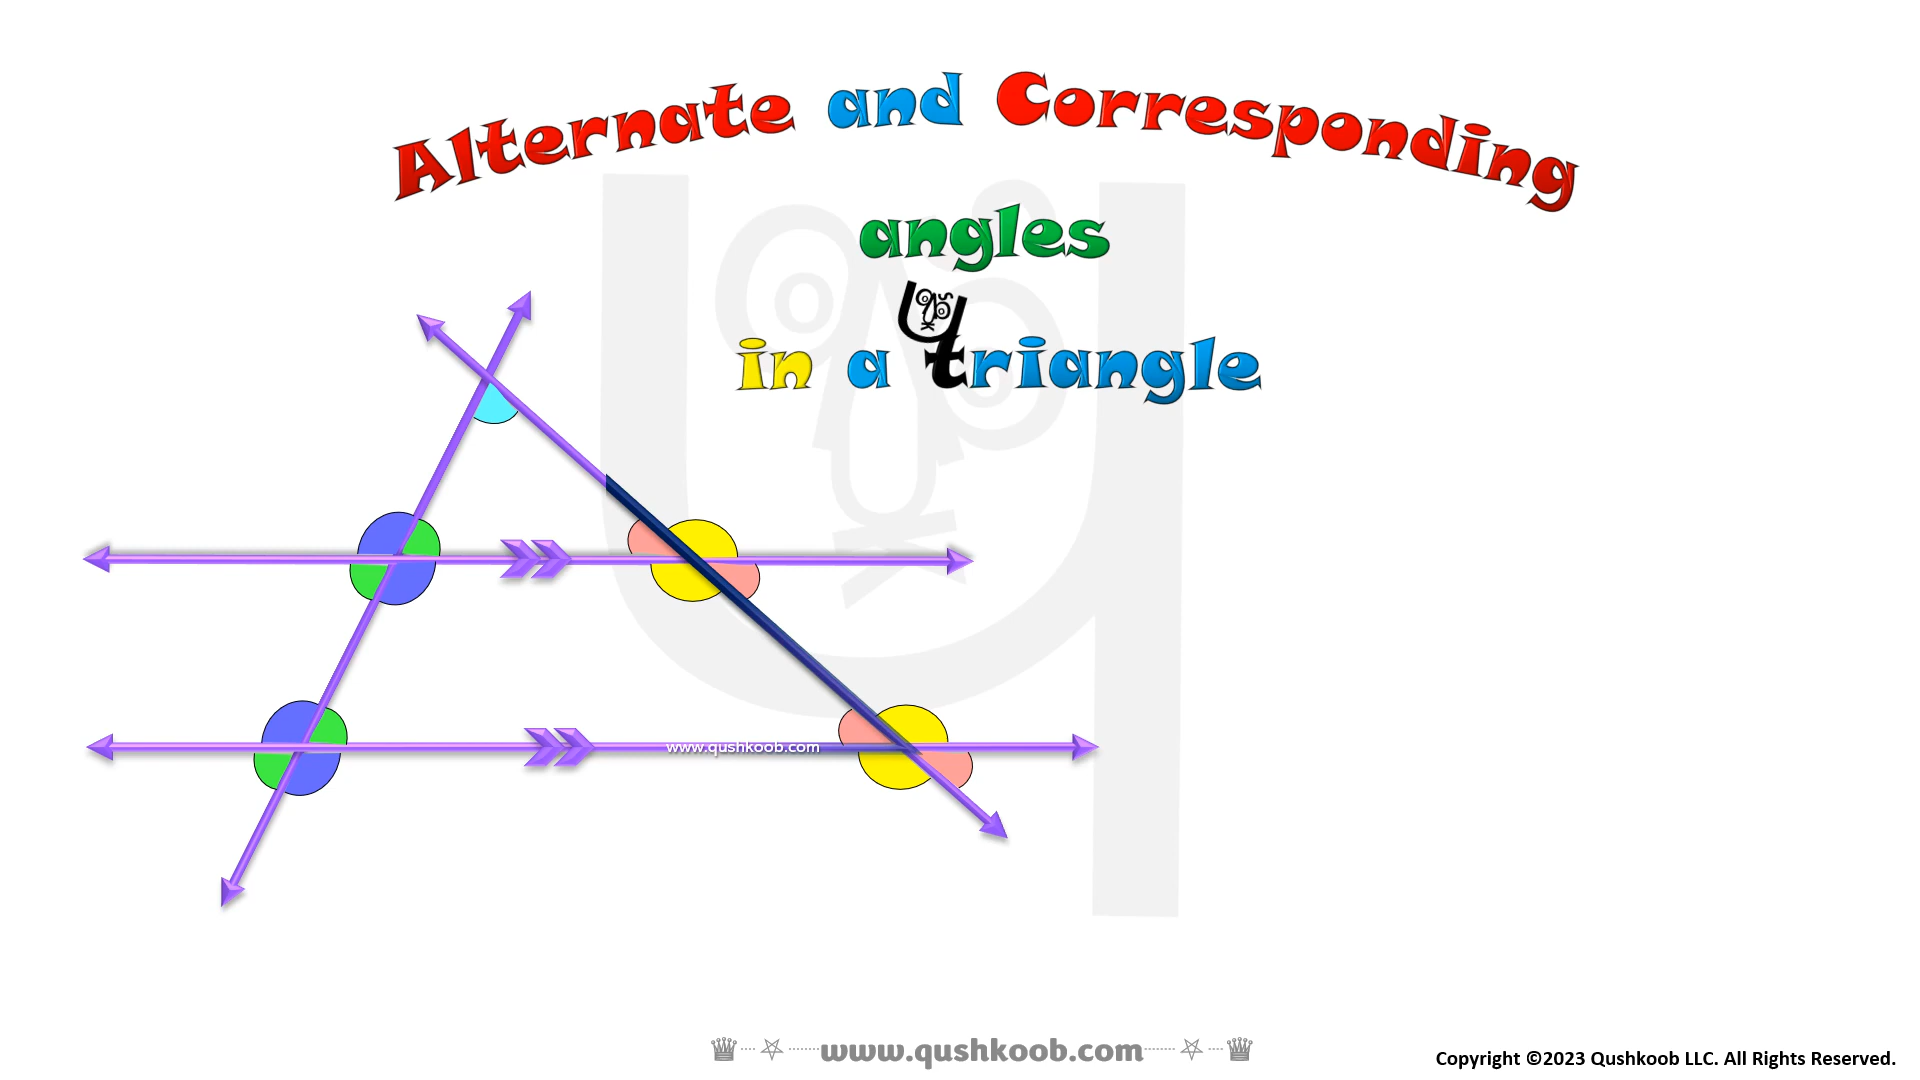 Alternate and Corresponding
angles
in a triangle
www.qushkoob.com
www.qushkoob.com
Copyright ©2023 Qushkoob LLC. All Rights Reserved.